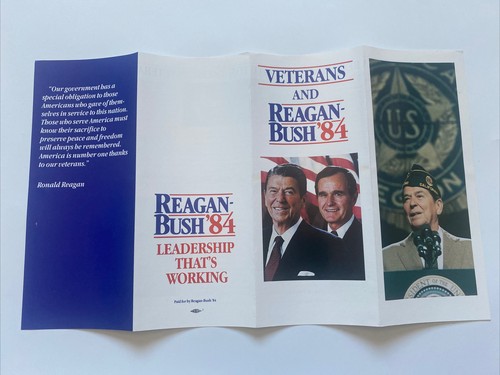 "Our government has a
special obligation to those
Americans who gave of them-
selves in service to this nation.
Those who serve America must
know their sacrifice to
preserve peace and freedom
will always be remembered.
America is number one thanks
to our veterans."
Ronald Reagan
REAGAN-
BUSH '84
LEADERSHIP
THAT'S
WORKING
Paid for by Reagan-Bush '84
VETERANS
AND
REAGAN-
BUSH '84
US